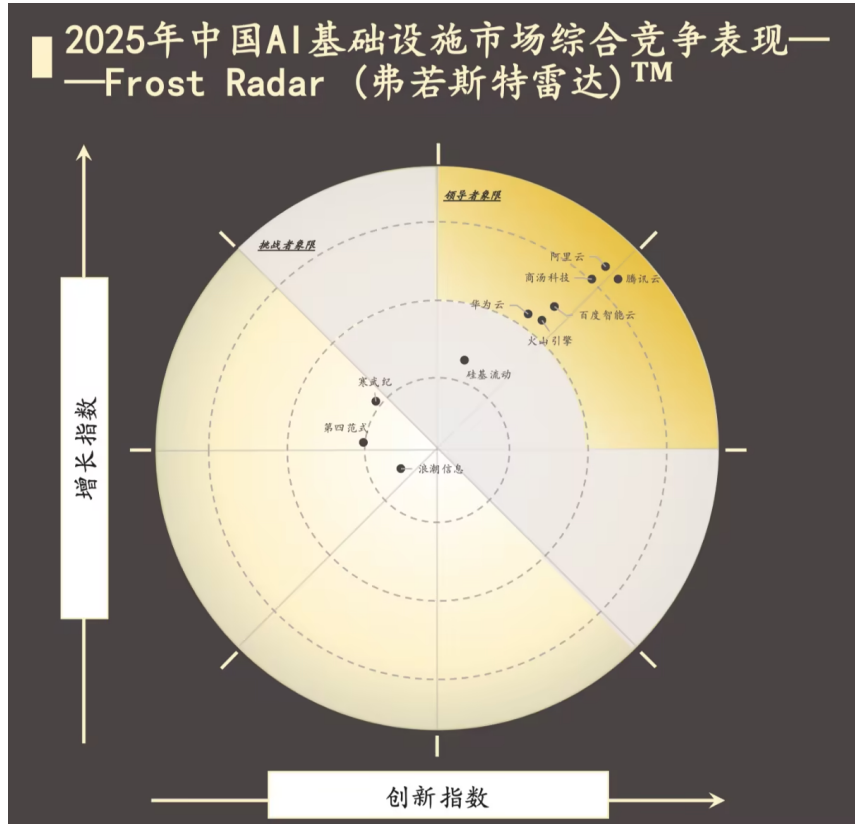 2025年中国AI基础设施市场综合竞争表现—
—Frost Radar (弗若斯特雷达)™
领导者象限
挑战者象限
阿里云
商汤科技
腾讯云
华为云
百度智能云
火山引擎
硅基流动
寒武纪
第四范式
浪潮信息
增长指数
创新指数